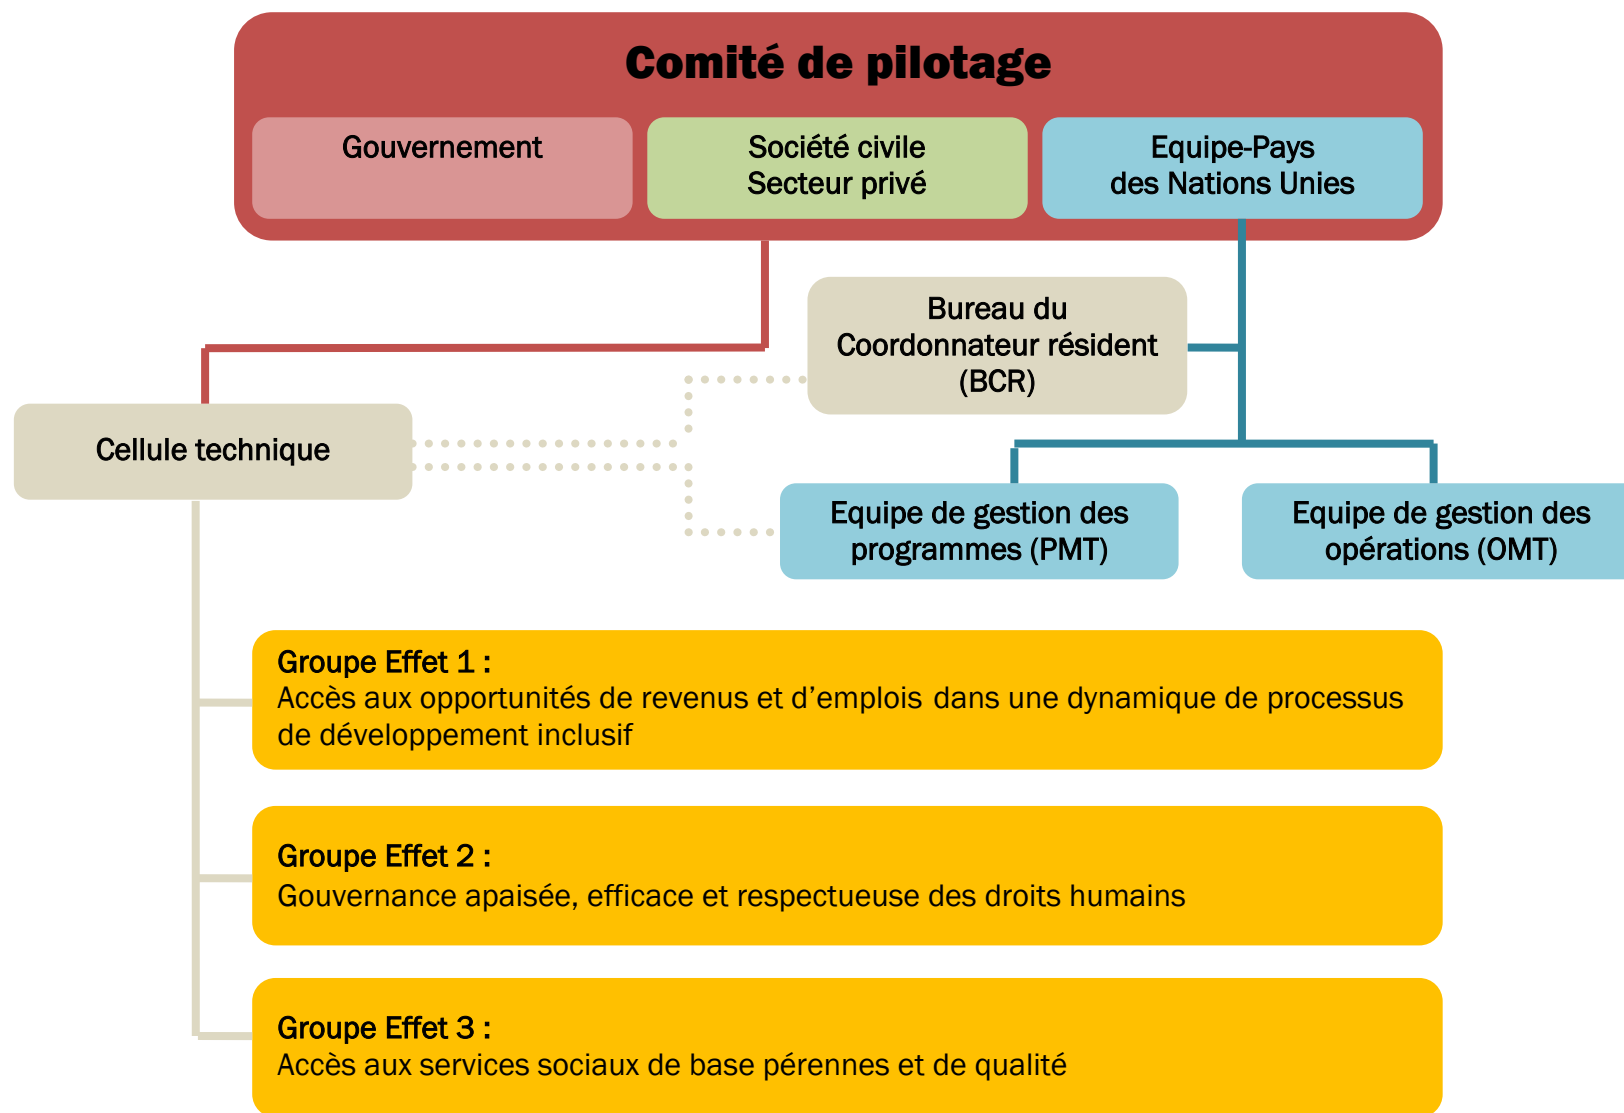 Comité de pilotage
Gouvernement
Société civile
Secteur privé
Equipe-Pays
des Nations Unies
Bureau du
Coordonnateur résident
(BCR)
Cellule technique
Equipe de gestion des
programmes (PMT)
Equipe de gestion des
opérations (OMT)
Groupe Effet 1 :
Accès aux opportunités de revenus et d’emplois dans une dynamique de processus
de développement inclusif
Groupe Effet 2 :
Gouvernance apaisée, efficace et respectueuse des droits humains
Groupe Effet 3 :
Accès aux services sociaux de base pérennes et de qualité